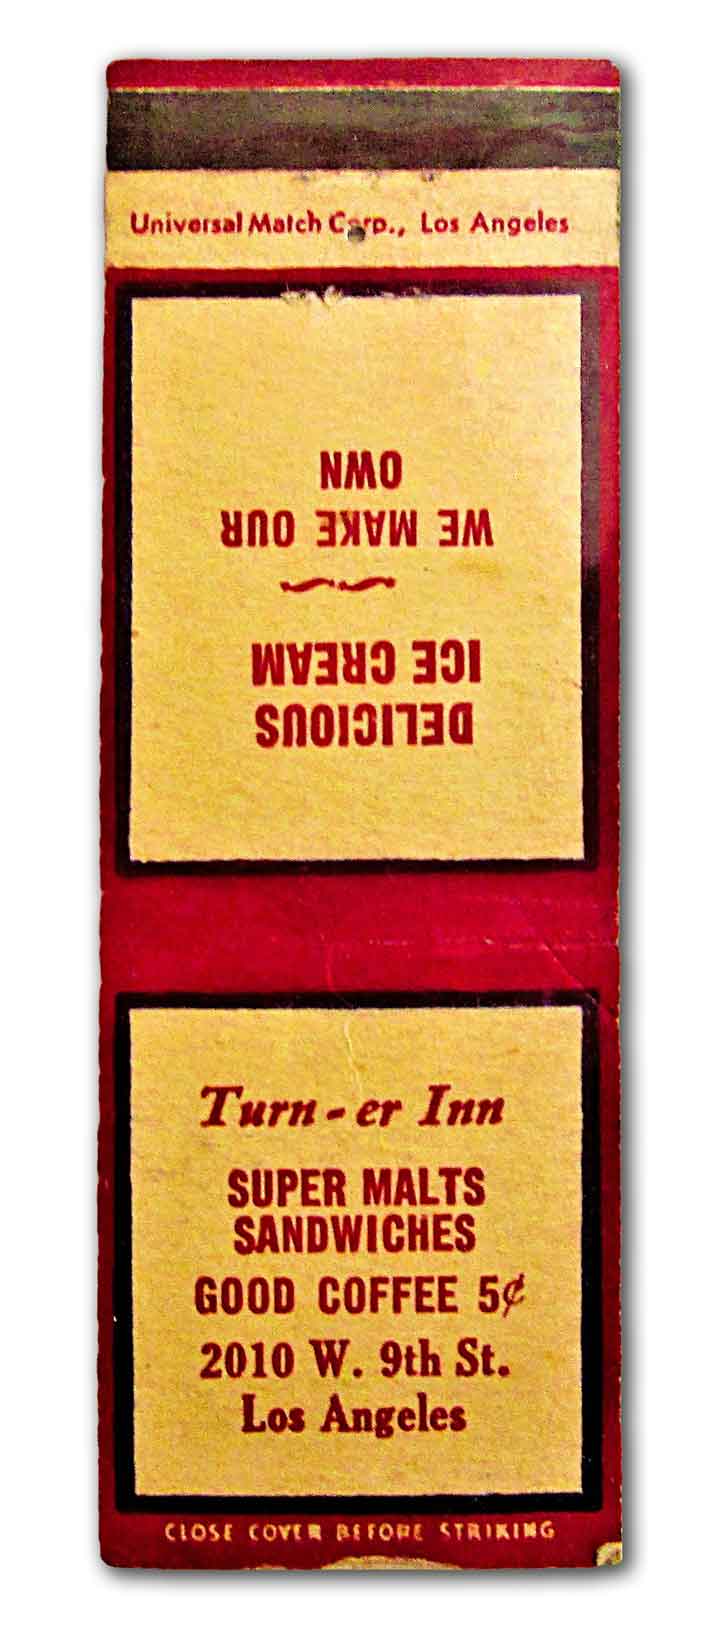 Universal Match Corp., Los Angeles
DELICIOUS
ICE CREAM
WE MAKE OUR
OWN
Turn-er Inn
SUPER MALTS
SANDWICHES
GOOD COFFEE 5¢
2010 W. 9th St.
Los Angeles
CLOSE COVER BEFORE STRIKING